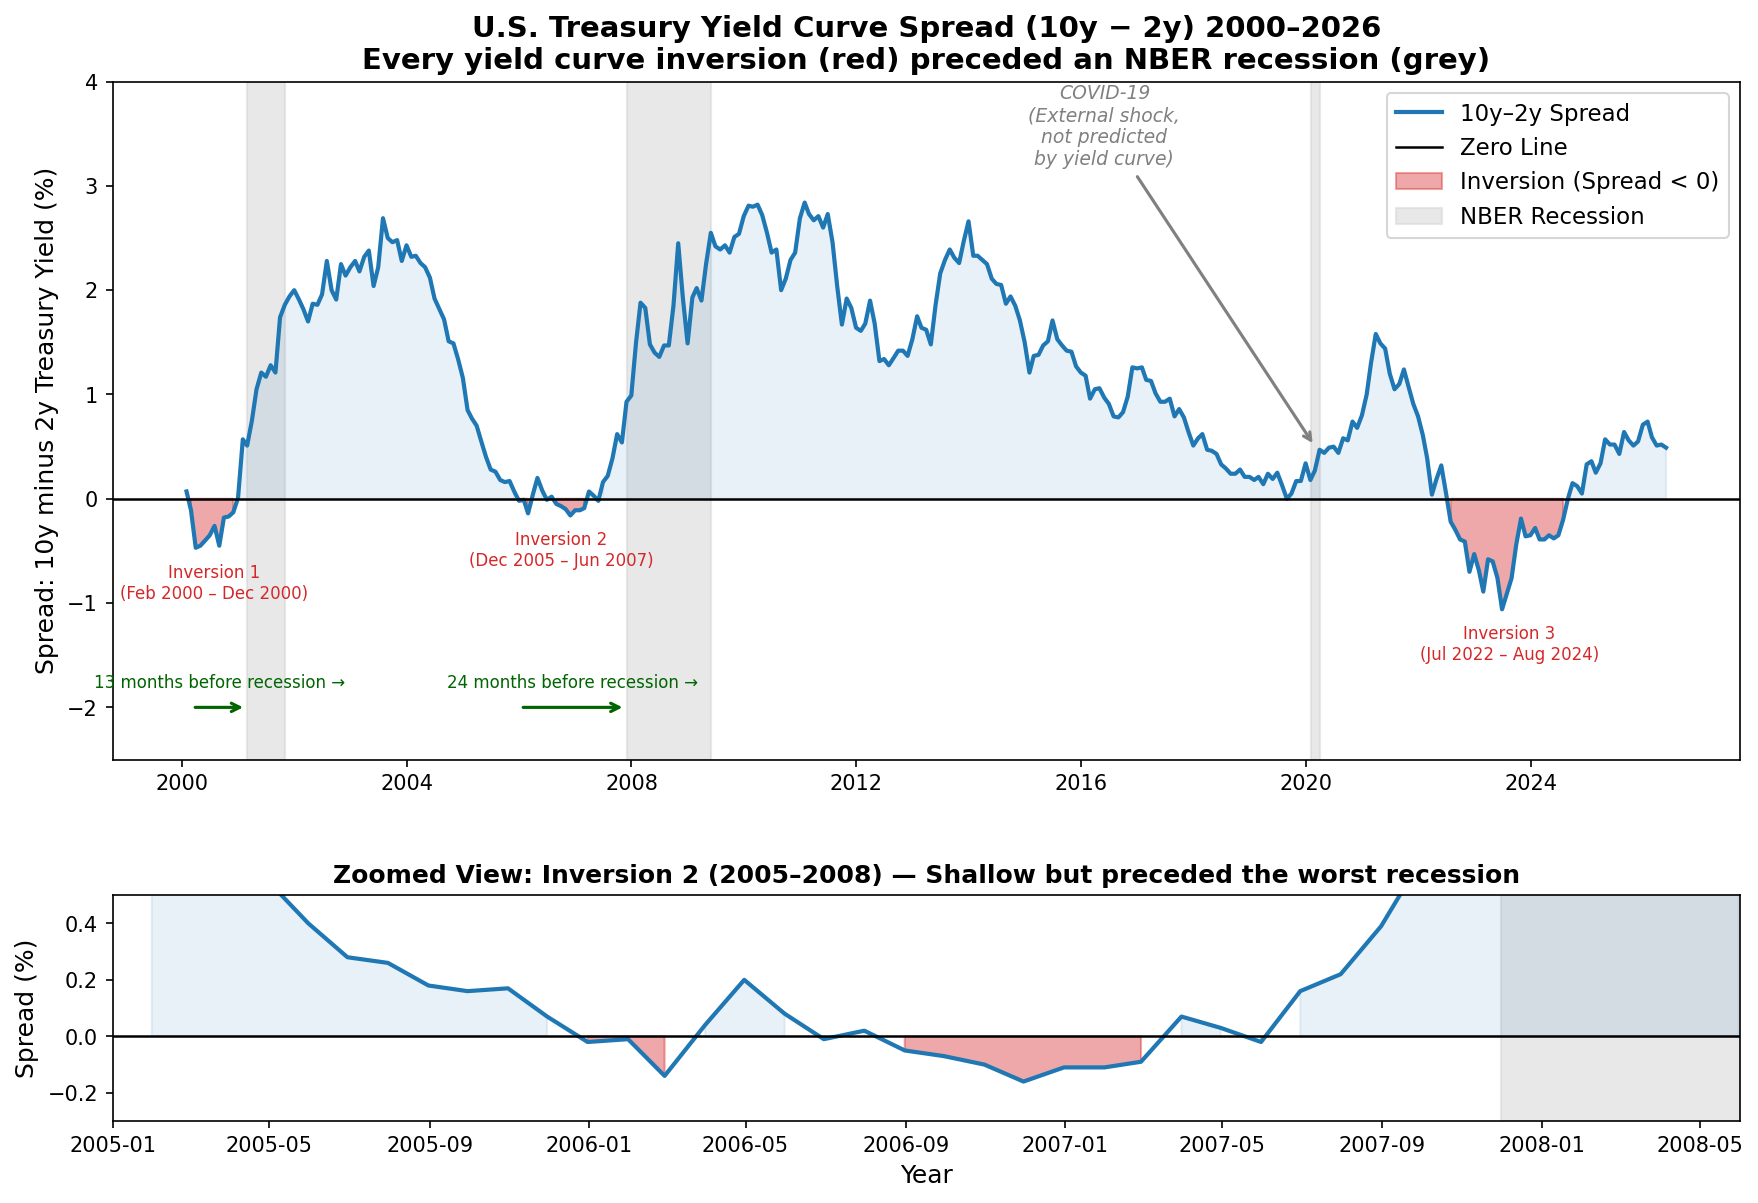 U.S. Treasury Yield Curve Spread (10y − 2y) 2000–2026
Every yield curve inversion (red) preceded an NBER recession (grey)
Spread: 10y minus 2y Treasury Yield (%)
4
3
2
1
0
−1
−2
COVID-19
(External shock,
not predicted
by yield curve)
10y–2y Spread
Zero Line
Inversion (Spread < 0)
NBER Recession
Inversion 1
(Feb 2000 – Dec 2000)
Inversion 2
(Dec 2005 – Jun 2007)
Inversion 3
(Jul 2022 – Aug 2024)
13 months before recession →
24 months before recession →
2000
2004
2008
2012
2016
2020
2024
Zoomed View: Inversion 2 (2005–2008) — Shallow but preceded the worst recession
Spread (%)
0.4
0.2
0.0
−0.2
2005-01
2005-05
2005-09
2006-01
2006-05
2006-09
2007-01
2007-05
2007-09
2008-01
2008-05
Year